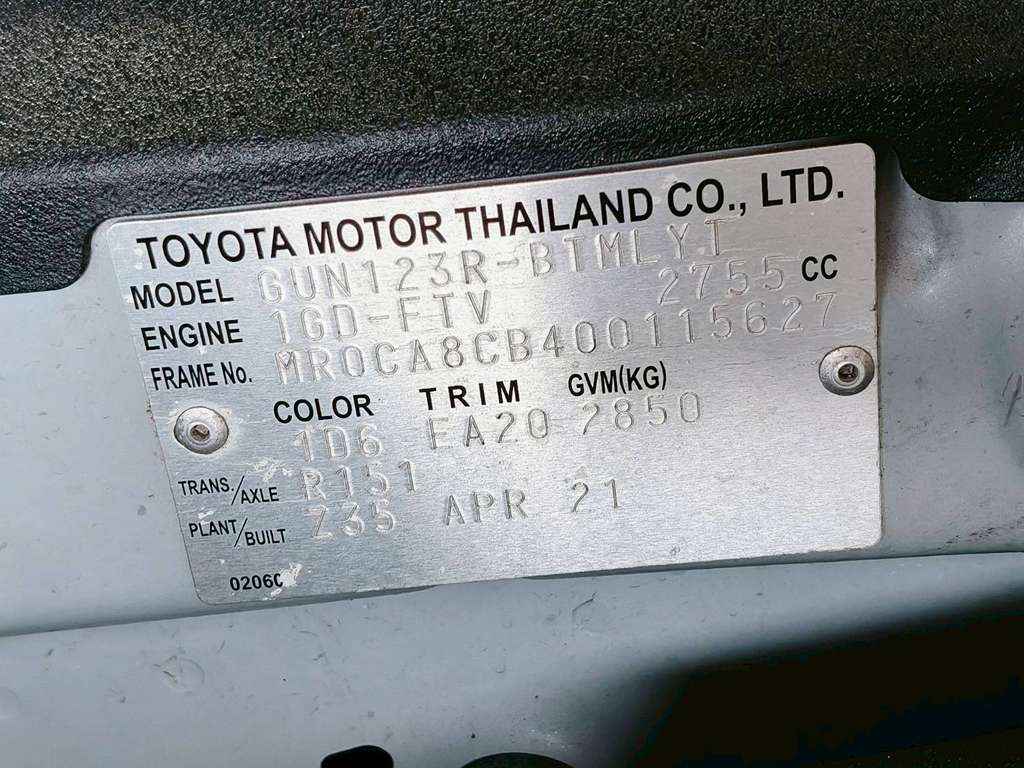 TOYOTA MOTOR THAILAND CO., LTD.
MODEL GUN123R-BTMLYT
ENGINE 1GD-FTV 2755 CC
FRAME No. MR0CA8CB400115627
COLOR TRIM GVM(KG)
1D6 FA20 2850
TRANS./AXLE R151
PLANT/BUILT Z35 APR 21